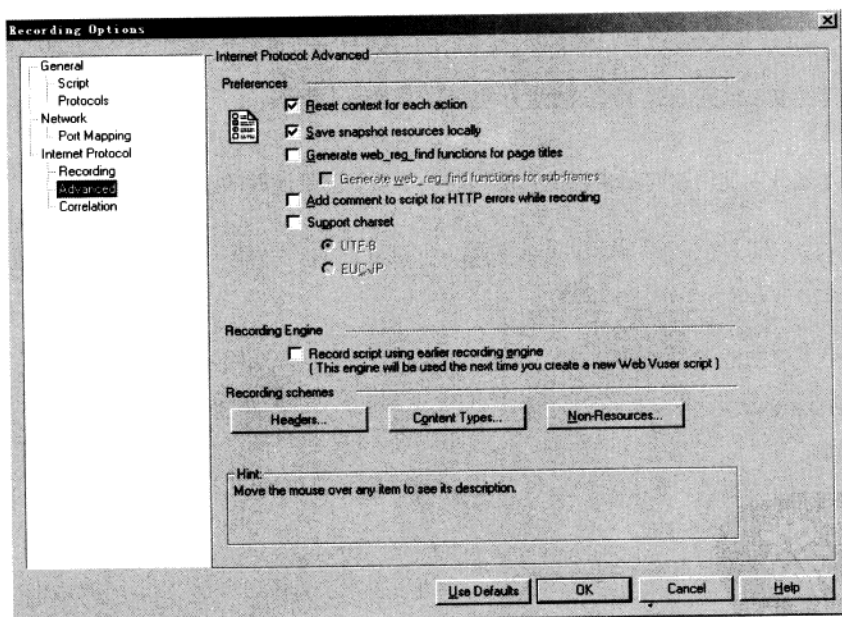 Recording Options
General
Script
Protocols
Network
Port Mapping
Internet Protocol
Recording
Advanced
Correlation
Internet Protocol: Advanced
Preferences
Reset context for each action
Save snapshot resources locally
Generate web_reg_find functions for page titles
Generate web_reg_find functions for sub-frames
Add comment to script for HTTP errors while recording
Support charset
UTF-8
EUC-JP
Recording Engine
Record script using earlier recording engine
( This engine will be used the next time you create a new Web Vuser script )
Recording schemes
Headers...
Content Types...
Non-Resources...
Hint:
Move the mouse over any item to see its description.
Use Defaults
OK
Cancel
Help